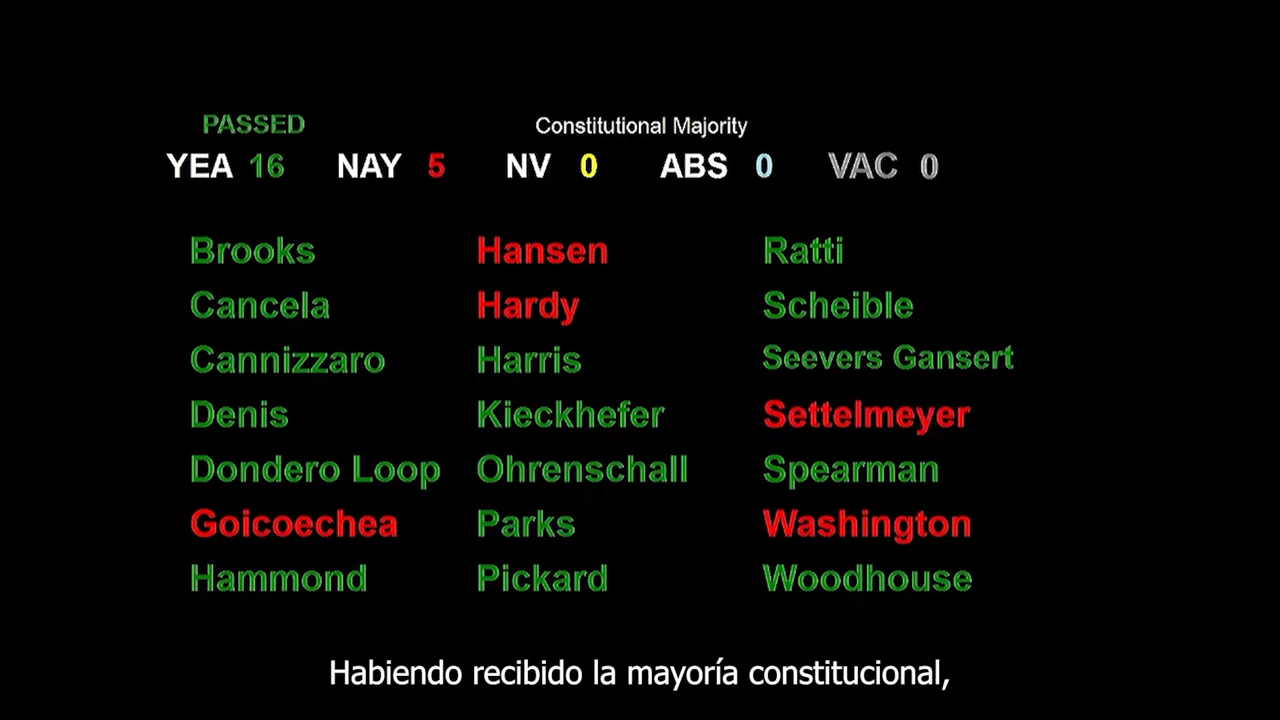 PASSED Constitutional Majority
YEA 16 NAY 5 NV 0 ABS 0 VAC 0
Brooks Hansen Ratti
Cancela Hardy Scheible
Cannizzaro Harris Seevers Gansert
Denis Kieckhefer Settelmeyer
Dondero Loop Ohrenschall Spearman
Goicoechea Parks Washington
Hammond Pickard Woodhouse
Habiendo recibido la mayoría constitucional,